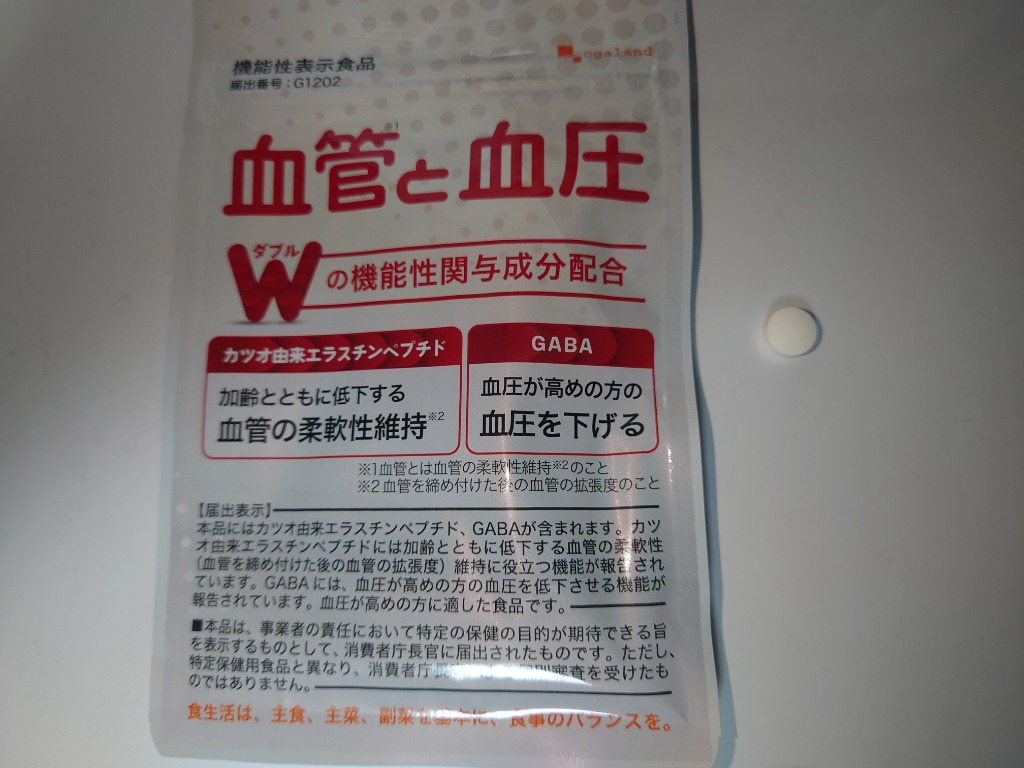 機能性表示食品
届出番号:G1202
ogaland
血管※1と血圧
ダブル
Wの機能性関与成分配合
カツオ由来エラスチンペプチド
加齢とともに低下する
血管の柔軟性維持※2
GABA
血圧が高めの方の
血圧を下げる
※1血管とは血管の柔軟性維持※2のこと
※2血管を締め付けた後の血管の拡張度のこと
【届出表示】
本品にはカツオ由来エラスチンペプチド、GABAが含まれます。カツ
オ由来エラスチンペプチドには加齢とともに低下する血管の柔軟性
(血管を締め付けた後の血管の拡張度)維持に役立つ機能が報告され
ています。GABAには、血圧が高めの方の血圧を低下させる機能が
報告されています。血圧が高めの方に適した食品です。
■本品は、事業者の責任において特定の保健の目的が期待できる旨
を表示するものとして、消費者庁長官に届出されたものです。ただし、
特定保健用食品と異なり、消費者庁長官による個別審査を受けたも
のではありません。
食生活は、主食、主菜、副菜を基本に、食事のバランスを。